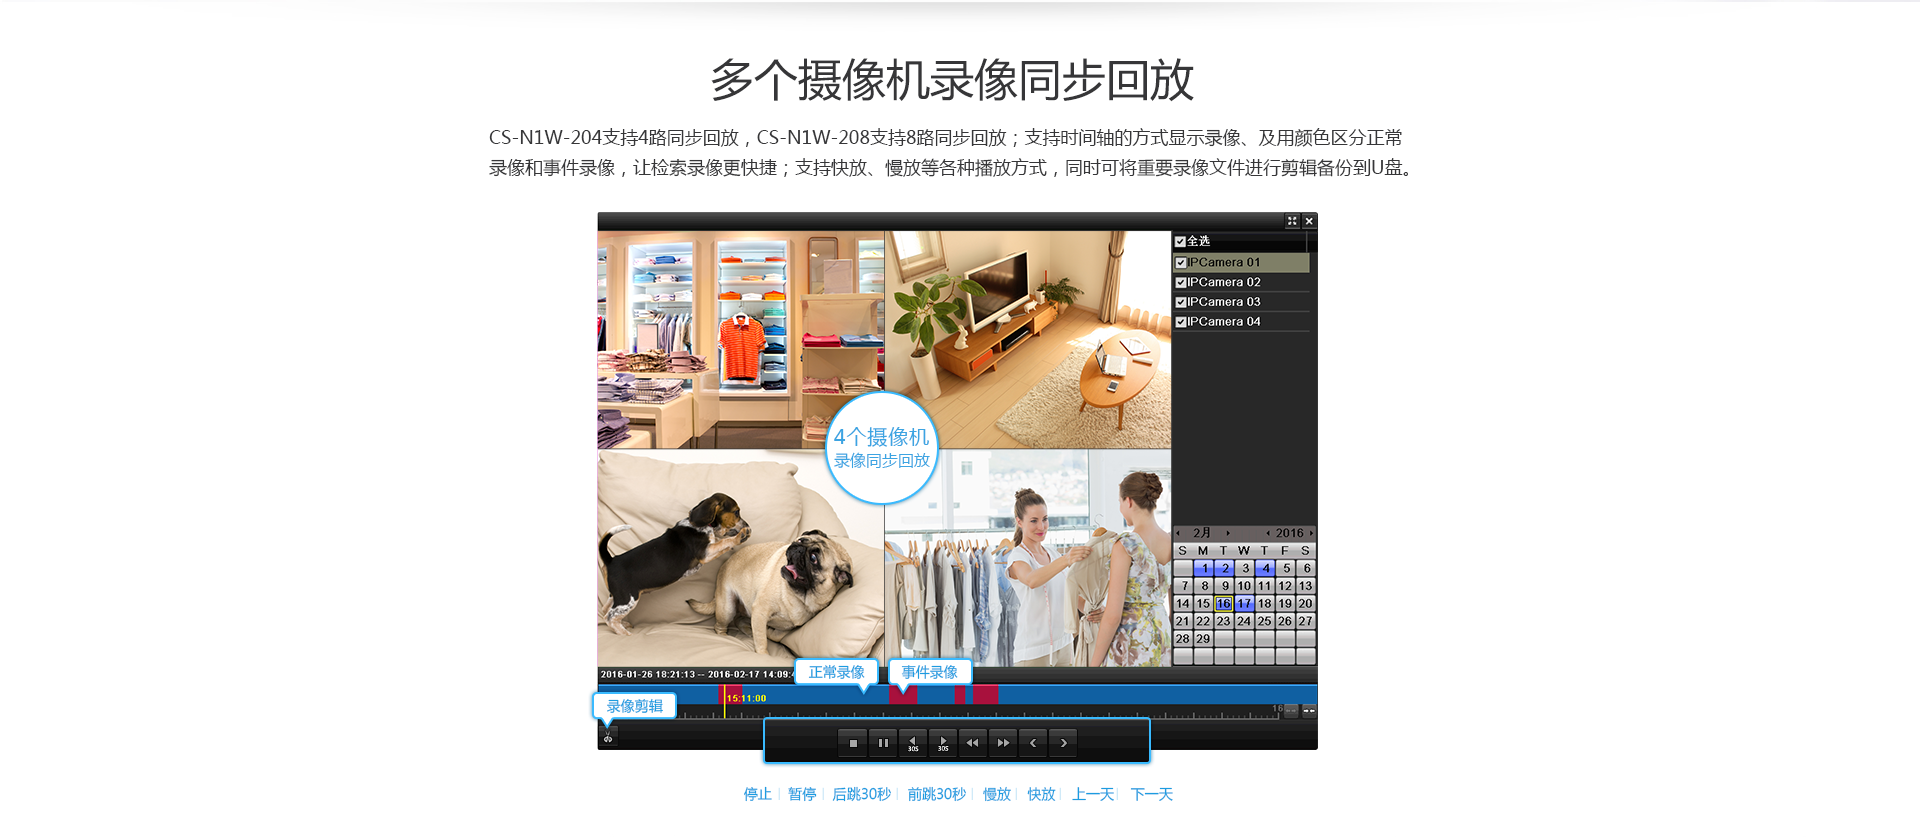 多个摄像机录像同步回放
CS-N1W-204支持4路同步回放，CS-N1W-208支持8路同步回放；支持时间轴的方式显示录像、及用颜色区分正常
录像和事件录像，让检索录像更快捷；支持快放、慢放等各种播放方式，同时可将重要录像文件进行剪辑备份到U盘。
全选
IPCamera 01
IPCamera 02
IPCamera 03
IPCamera 04
4个摄像机
录像同步回放
2月 2016
S M T W T F S
1 2 3 4 5 6
7 8 9 10 11 12 13
14 15 16 17 18 19 20
21 22 23 24 25 26 27
28 29
2016-01-26 18:21:13 -- 2016-02-17 14:09:4
正常录像
事件录像
15:11:00
录像剪辑
30S 30S
停止 | 暂停 | 后跳30秒 | 前跳30秒 | 慢放 | 快放 | 上一天 | 下一天